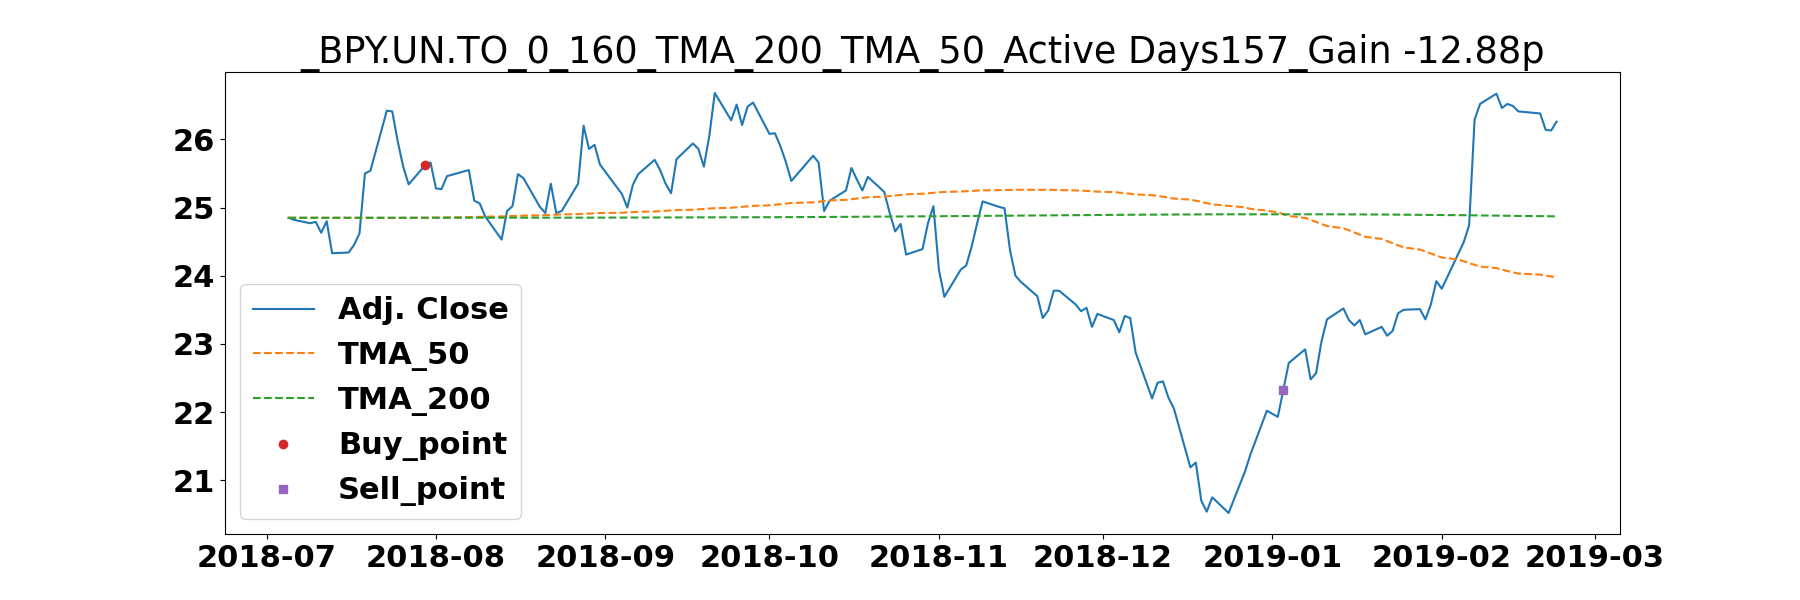 _BPY.UN.TO_0_160_TMA_200_TMA_50_Active Days157_Gain -12.88p
26
25
24
23
22
21
Adj. Close
TMA_50
TMA_200
Buy_point
Sell_point
2018-07 2018-08 2018-09 2018-10 2018-11 2018-12 2019-01 2019-02 2019-03